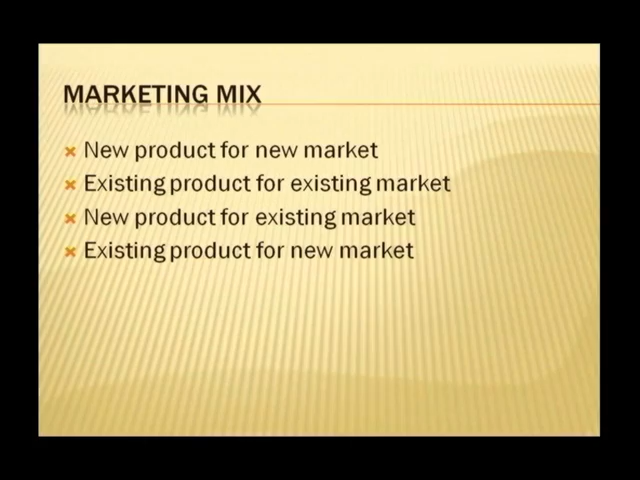 MARKETING MIX
New product for new market
Existing product for existing market
New product for existing market
Existing product for new market